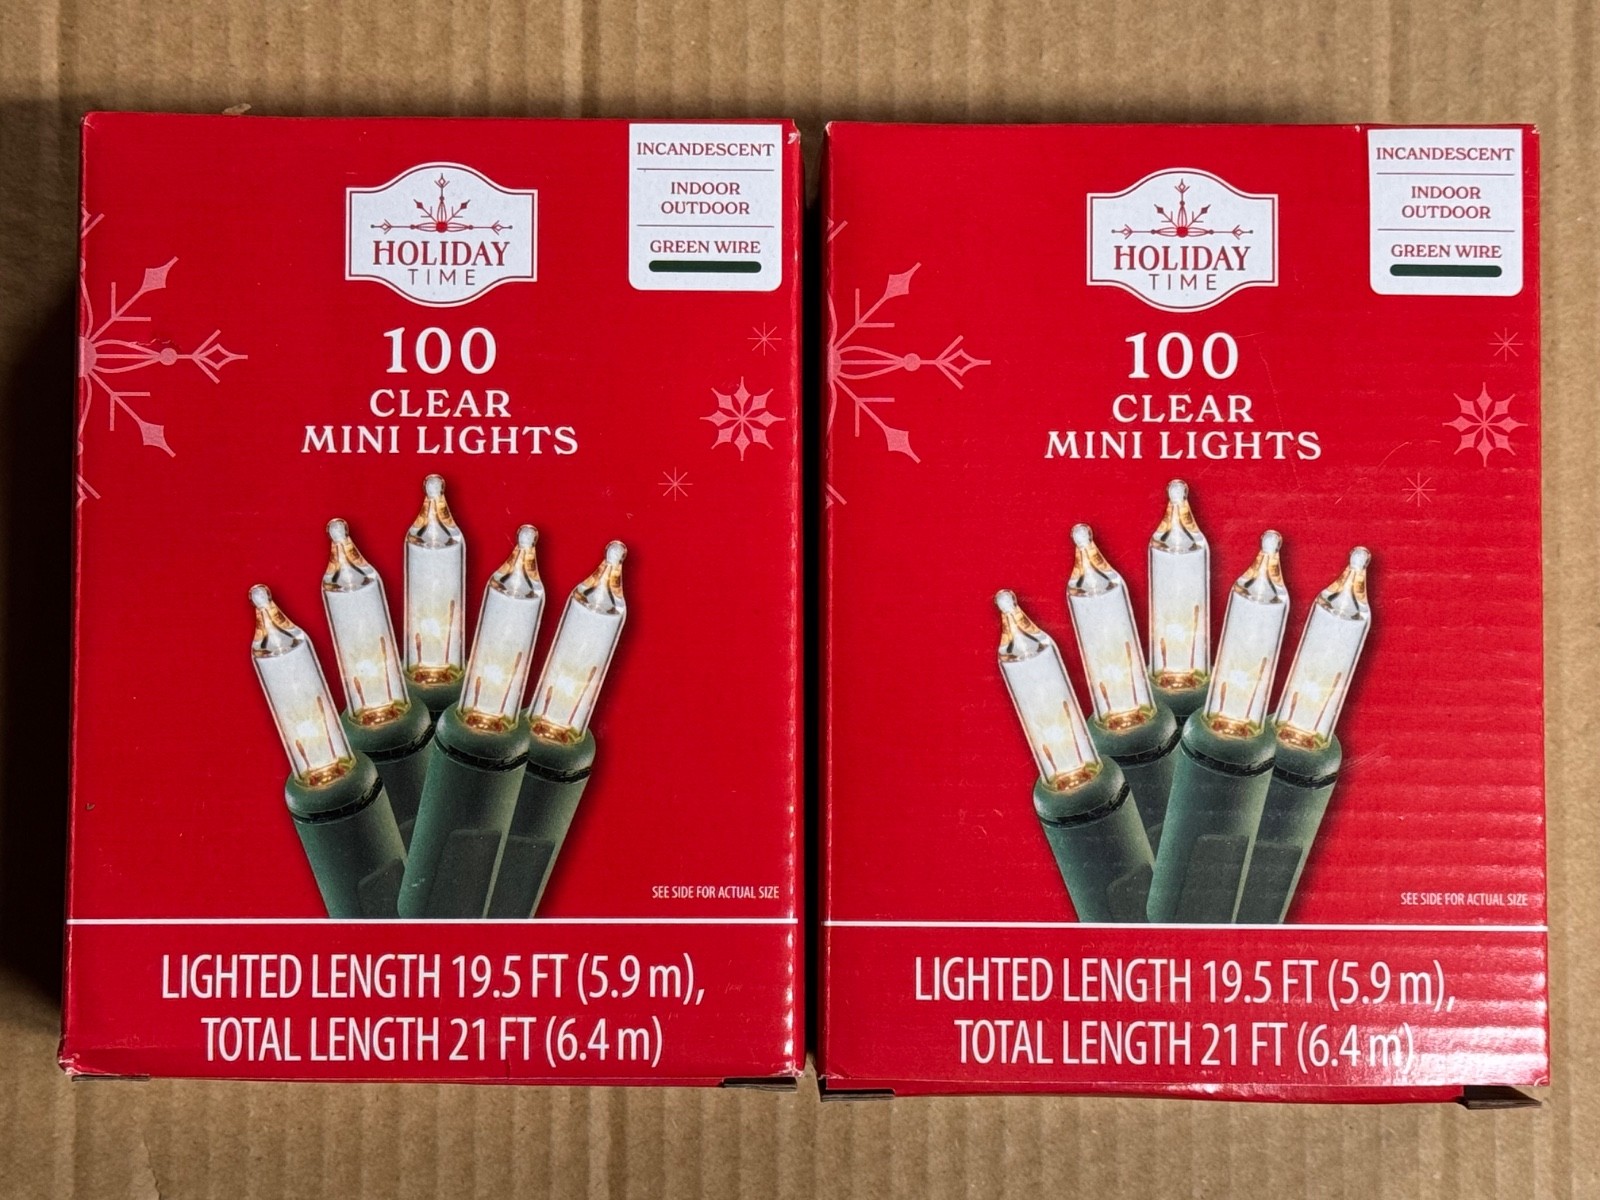 HOLIDAY
TIME
INCANDESCENT
INDOOR
OUTDOOR
GREEN WIRE
100
CLEAR
MINI LIGHTS
SEE SIDE FOR ACTUAL SIZE
LIGHTED LENGTH 19.5 FT (5.9 m),
TOTAL LENGTH 21 FT (6.4 m)
HOLIDAY
TIME
INCANDESCENT
INDOOR
OUTDOOR
GREEN WIRE
100
CLEAR
MINI LIGHTS
SEE SIDE FOR ACTUAL SIZE
LIGHTED LENGTH 19.5 FT (5.9 m),
TOTAL LENGTH 21 FT (6.4 m)